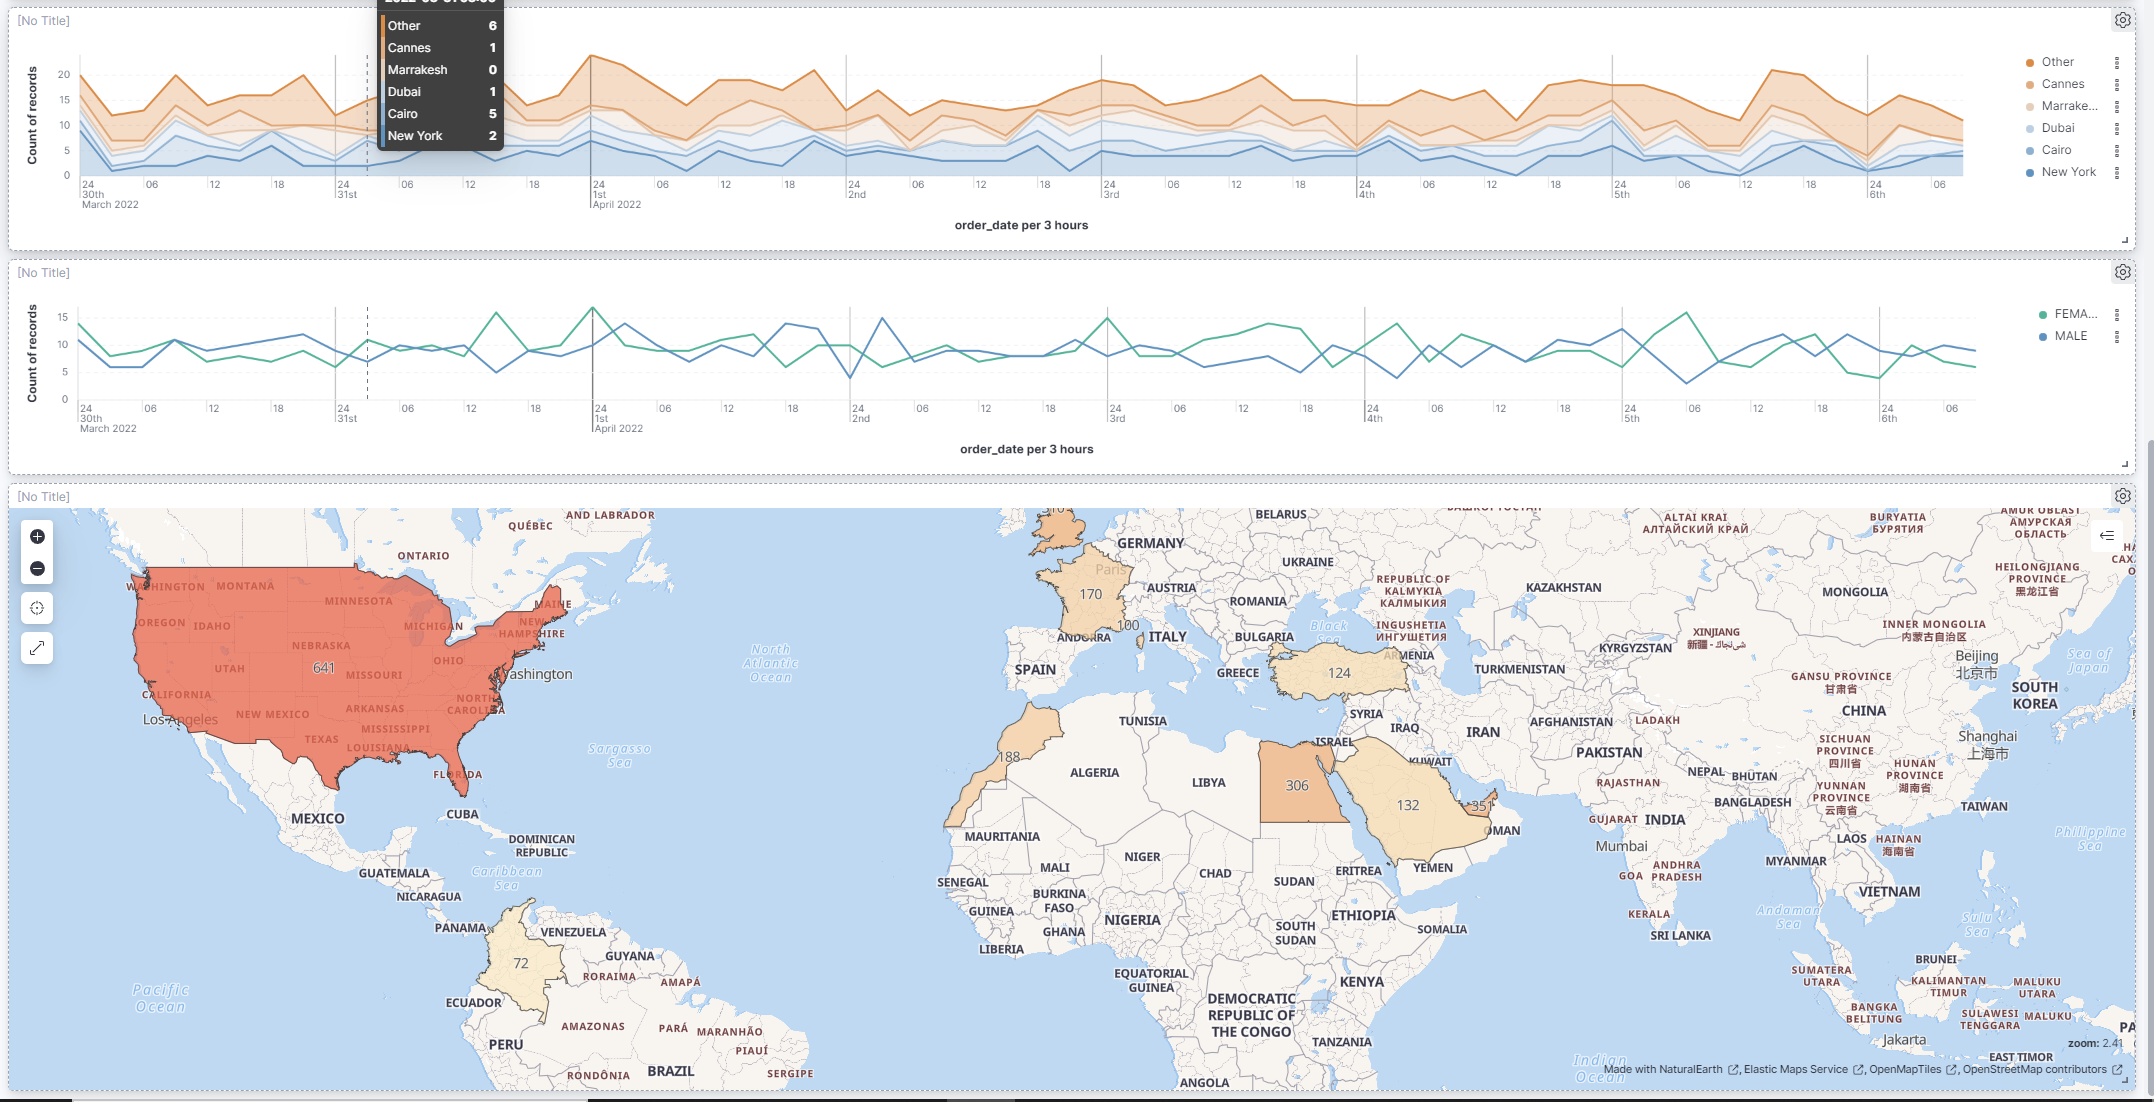 [No Title]
Other 6
Cannes 1
Marrakesh 0
Dubai 1
Cairo 5
New York 2
Count of records
20
15
10
5
0
24 06 12 18 24 06 12 18 24 06 12 18 24 06 12 18 24 06 12 18 24 06 12 18 24 06 12 18 24 06
30th 31st 1st 2nd 3rd 4th 5th 6th
March 2022 April 2022
order_date per 3 hours
Other
Cannes
Marrake...
Dubai
Cairo
New York
[No Title]
Count of records
15
10
5
0
24 06 12 18 24 06 12 18 24 06 12 18 24 06 12 18 24 06 12 18 24 06 12 18 24 06 12 18 24 06
30th 31st 1st 2nd 3rd 4th 5th 6th
March 2022 April 2022
order_date per 3 hours
FEMA...
MALE
[No Title]
QUÉBEC
AND LABRADOR
ONTARIO
WASHINGTON
MONTANA
MINNESOTA
MAINE
OREGON
IDAHO
MICHIGAN
NEW
HAMPSHIRE
NEBRASKA
UTAH
641
OHIO
MISSOURI
Washington
CALIFORNIA
NORTH
CAROLINA
Los Angeles
NEW MEXICO
ARKANSAS
MISSISSIPPI
TEXAS
LOUISIANA
FLORIDA
MEXICO
CUBA
DOMINICAN
REPUBLIC
GUATEMALA
Caribbean
Sea
NICARAGUA
PANAMA
VENEZUELA
72
GUYANA
RORAIMA
AMAPÁ
ECUADOR
AMAZONAS
PARÁ
MARANHÃO
PERU
PIAUÍ
BRAZIL
RONDÔNIA
SERGIPE
Pacific
Ocean
North
Atlantic
Ocean
Sargasso
Sea
BELARUS
GERMANY
UKRAINE
Paris
170
AUSTRIA
ROMANIA
100
ANDORRA
ITALY
BULGARIA
Black
Sea
SPAIN
GREECE
124
ARMENIA
REPUBLIC OF
KALMYKIA
КАЛМЫКИЯ
INGUSHETIA
ИНГУШЕТИЯ
TUNISIA
SYRIA
IRAQ
ISRAEL
KUWAIT
IRAN
188
ALGERIA
LIBYA
306
132
351
OMAN
MAURITANIA
MALI
NIGER
CHAD
SUDAN
ERITREA
YEMEN
SENEGAL
BURKINA
FASO
GUINEA
GHANA
NIGERIA
LIBERIA
SOUTH
SUDAN
ETHIOPIA
SOMALIA
EQUATORIAL
GUINEA
KENYA
DEMOCRATIC
REPUBLIC OF
THE CONGO
TANZANIA
ANGOLA
KAZAKHSTAN
ALTAI KRAI
АЛТАЙСКИЙ КРАЙ
BURYATIA
БУРЯТИЯ
AMUR OBLAST
АМУРСКАЯ
ОБЛАСТЬ
HEILONGJIANG
PROVINCE
黑龙江省
MONGOLIA
INNER MONGOLIA
内蒙古自治区
XINJIANG
KYRGYZSTAN
TURKMENISTAN
Beijing
北京市
Sea of
Japan
GANSU PROVINCE
甘肃省
SOUTH
KOREA
CHINA
AFGHANISTAN
LADAKH
PAKISTAN
SICHUAN
PROVINCE
四川省
Shanghai
上海市
NEPAL
BHUTAN
HUNAN
PROVINCE
湖南省
RAJASTHAN
YUNNAN
PROVINCE
云南省
BANGLADESH
TAIWAN
GUJARAT
INDIA
Mumbai
LAOS
HAINAN
海南省
Philippine
Sea
MYANMAR
ANDHRA
PRADESH
GOA
VIETNAM
KERALA
Andaman
Sea
Sulu
Sea
SRI LANKA
BRUNEI
SUMATERA
UTARA
KALIMANTAN
TIMUR
MALUKU
UTARA
BANGKA
BELITUNG
SULAWESI
TENGGARA
MALUKU
Jakarta
EAST TIMOR
Indian
Ocean
zoom: 2.41
Made with NaturalEarth, Elastic Maps Service, OpenMapTiles, OpenStreetMap contributors